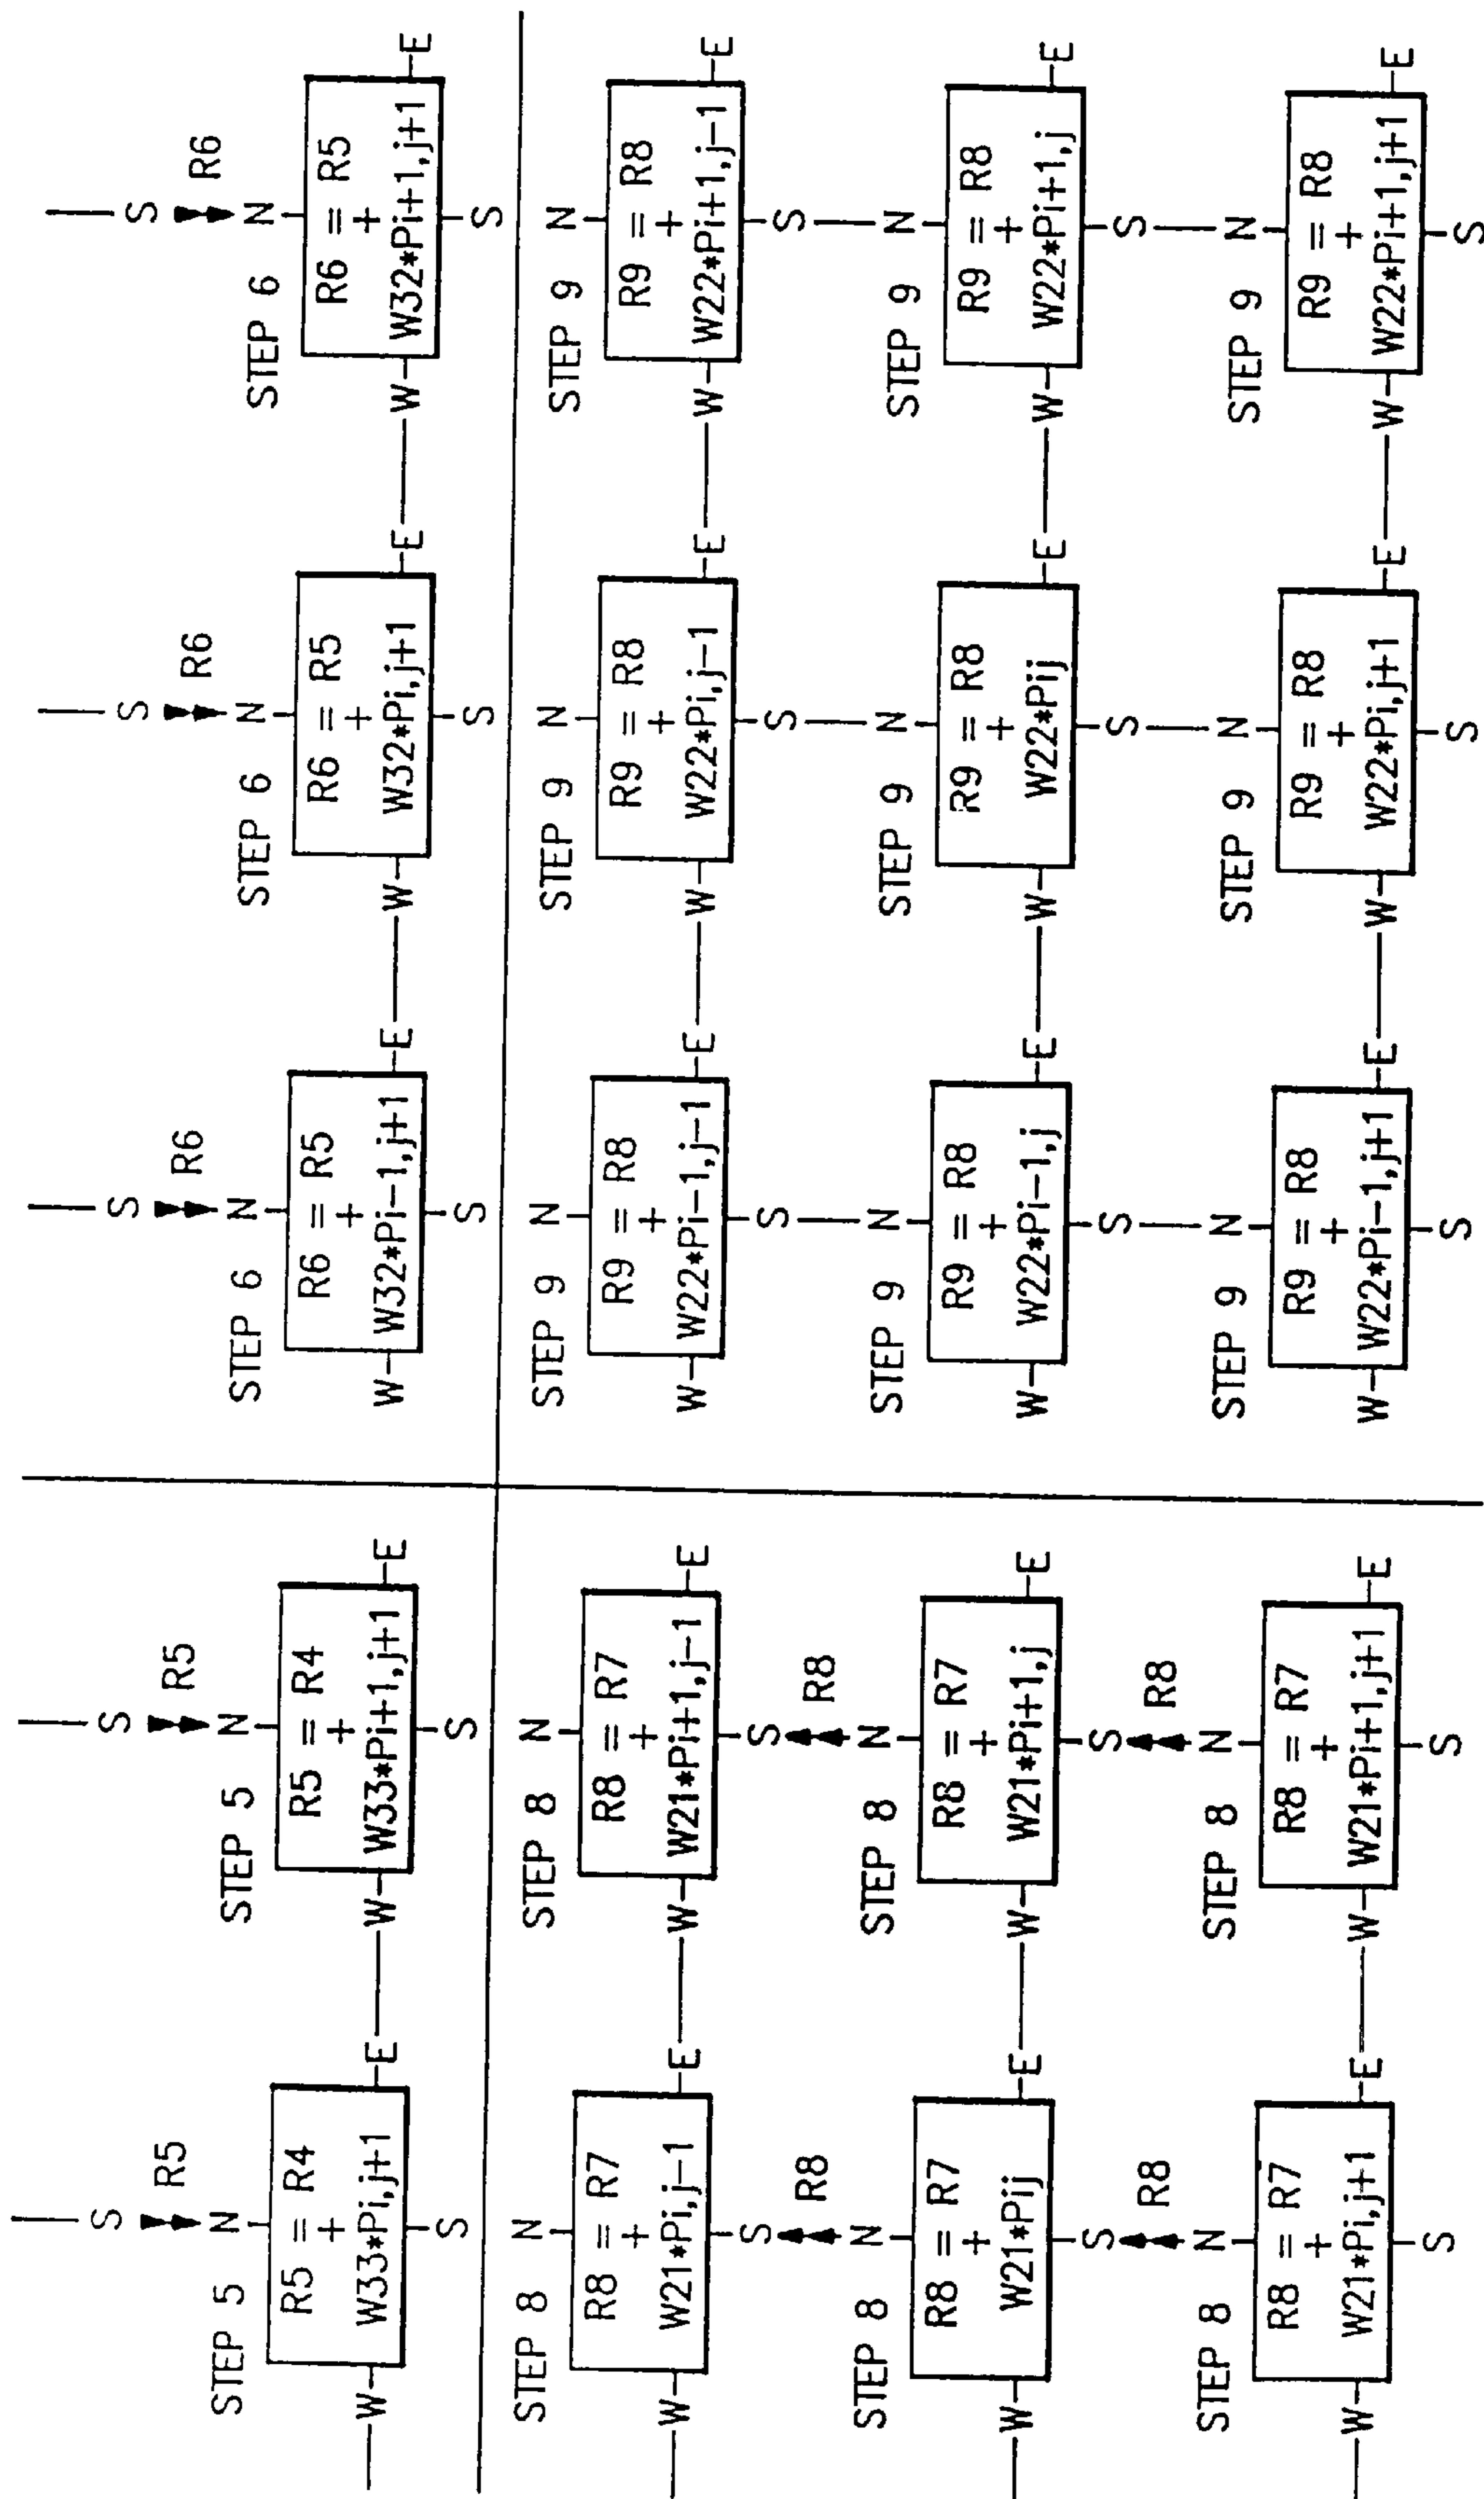 S S S S S
R5 R5 R6 R6 R6
STEP 5 N STEP 5 N STEP 6 N STEP 6 N STEP 6 N
R5 = R4 R5 = R4 R6 = R5 R6 = R5 R6 = R5
+ + + + +
W W33*Pi,j+1 E W W33*Pi+1,j+1 E W W32*Pi-1,j+1 E W W32*Pi,j+1 E W W32*Pi+1,j+1 E
S S S S S
STEP 8 N STEP 8 N STEP 9 N STEP 9 N STEP 9 N
R8 = R7 R8 = R7 R9 = R8 R9 = R8 R9 = R8
+ + + + +
W W21*Pi,j-1 E W W21*Pi+1,j-1 E W W22*Pi-1,j-1 E W W22*Pi,j-1 E W W22*Pi+1,j-1 E
S S S S S
R8 R8
STEP 8 N STEP 8 N STEP 9 N STEP 9 N STEP 9 N
R8 = R7 R8 = R7 R9 = R8 R9 = R8 R9 = R8
+ + + + +
W W21*Pij E W W21*Pi+1,j E W W22*Pi-1,j E W W22*Pij E W W22*Pi+1,j E
S S S S S
R8 R8
STEP 8 N STEP 8 N STEP 9 N STEP 9 N STEP 9 N
R8 = R7 R8 = R7 R9 = R8 R9 = R8 R9 = R8
+ + + + +
W W21*Pi,j+1 E W W21*Pi+1,j+1 E W W22*Pi-1,j+1 E W W22*Pi,j+1 E W W22*Pi+1,j+1 E
S S S S S